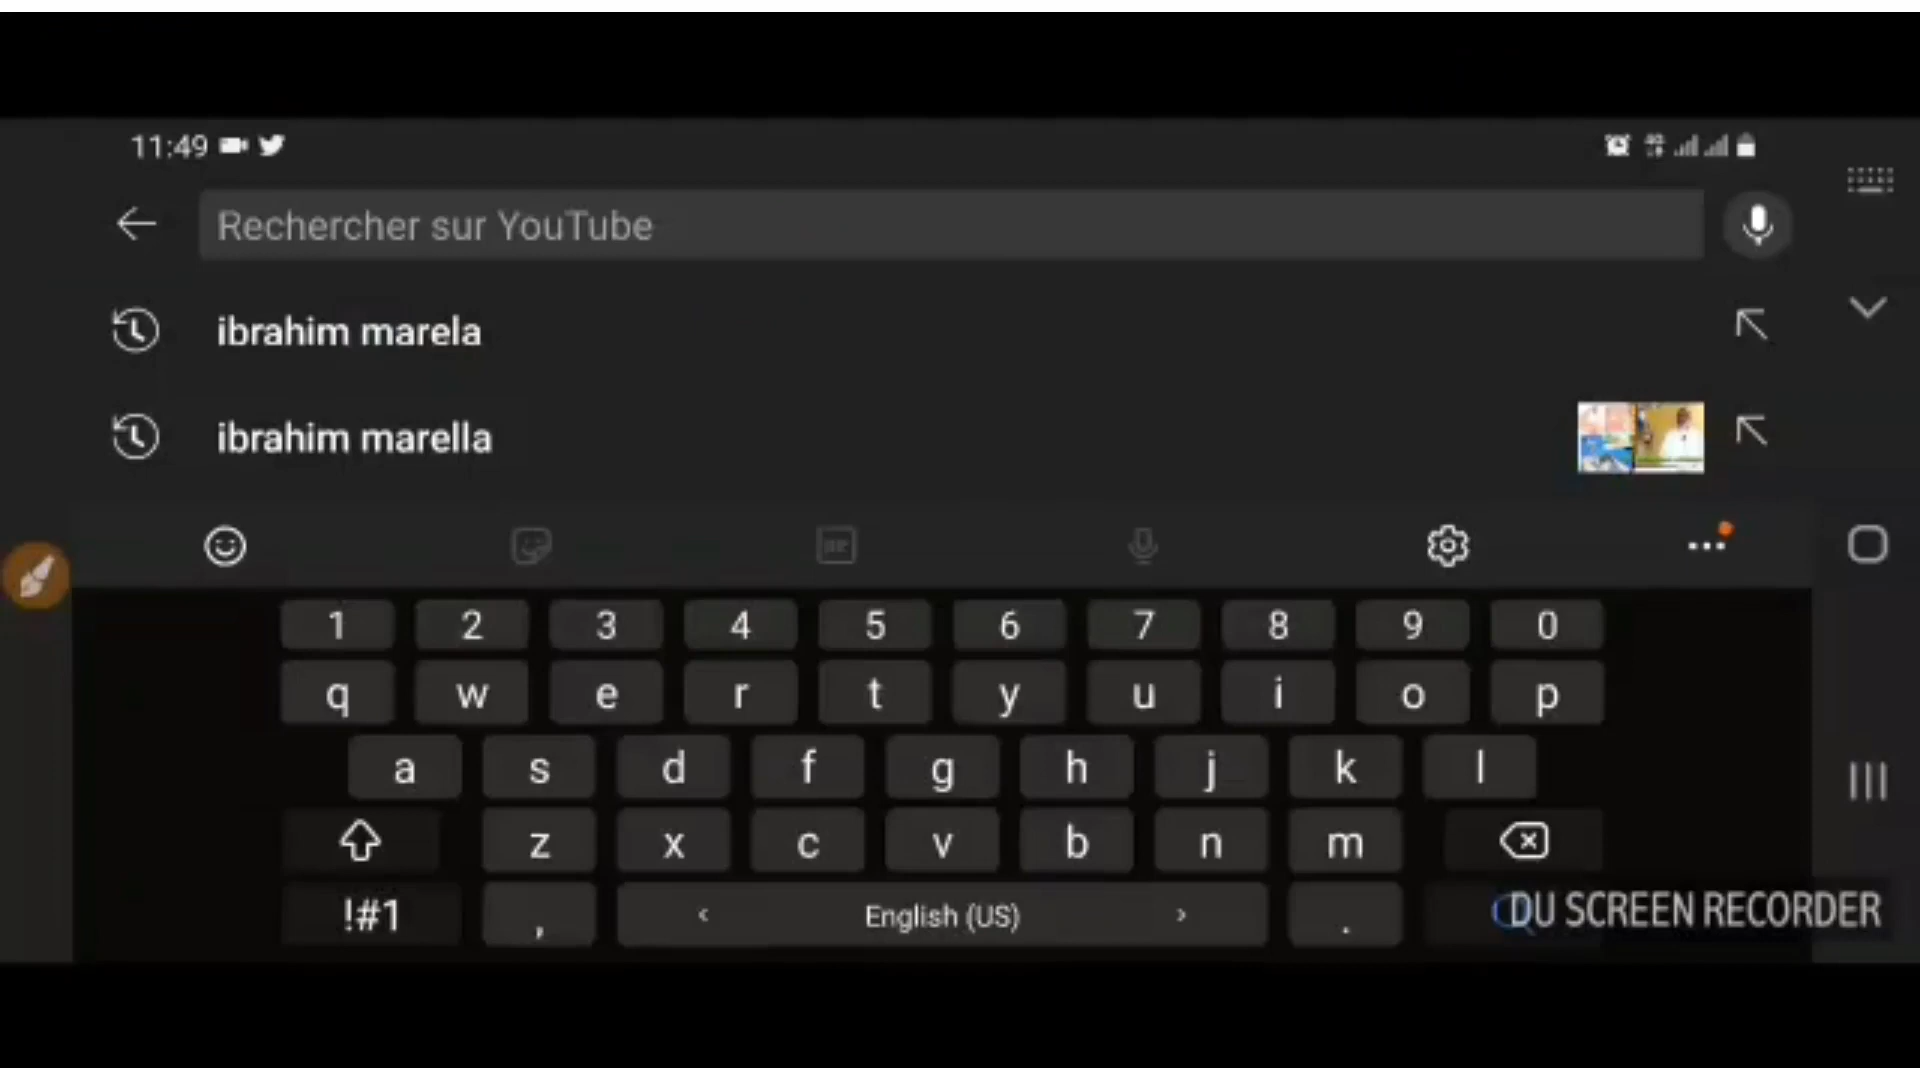 11:49
Rechercher sur YouTube
ibrahim marela
ibrahim marella
1 2 3 4 5 6 7 8 9 0
q w e r t y u i o p
a s d f g h j k l
z x c v b n m
!#1 , < English (US) > .
DU SCREEN RECORDER